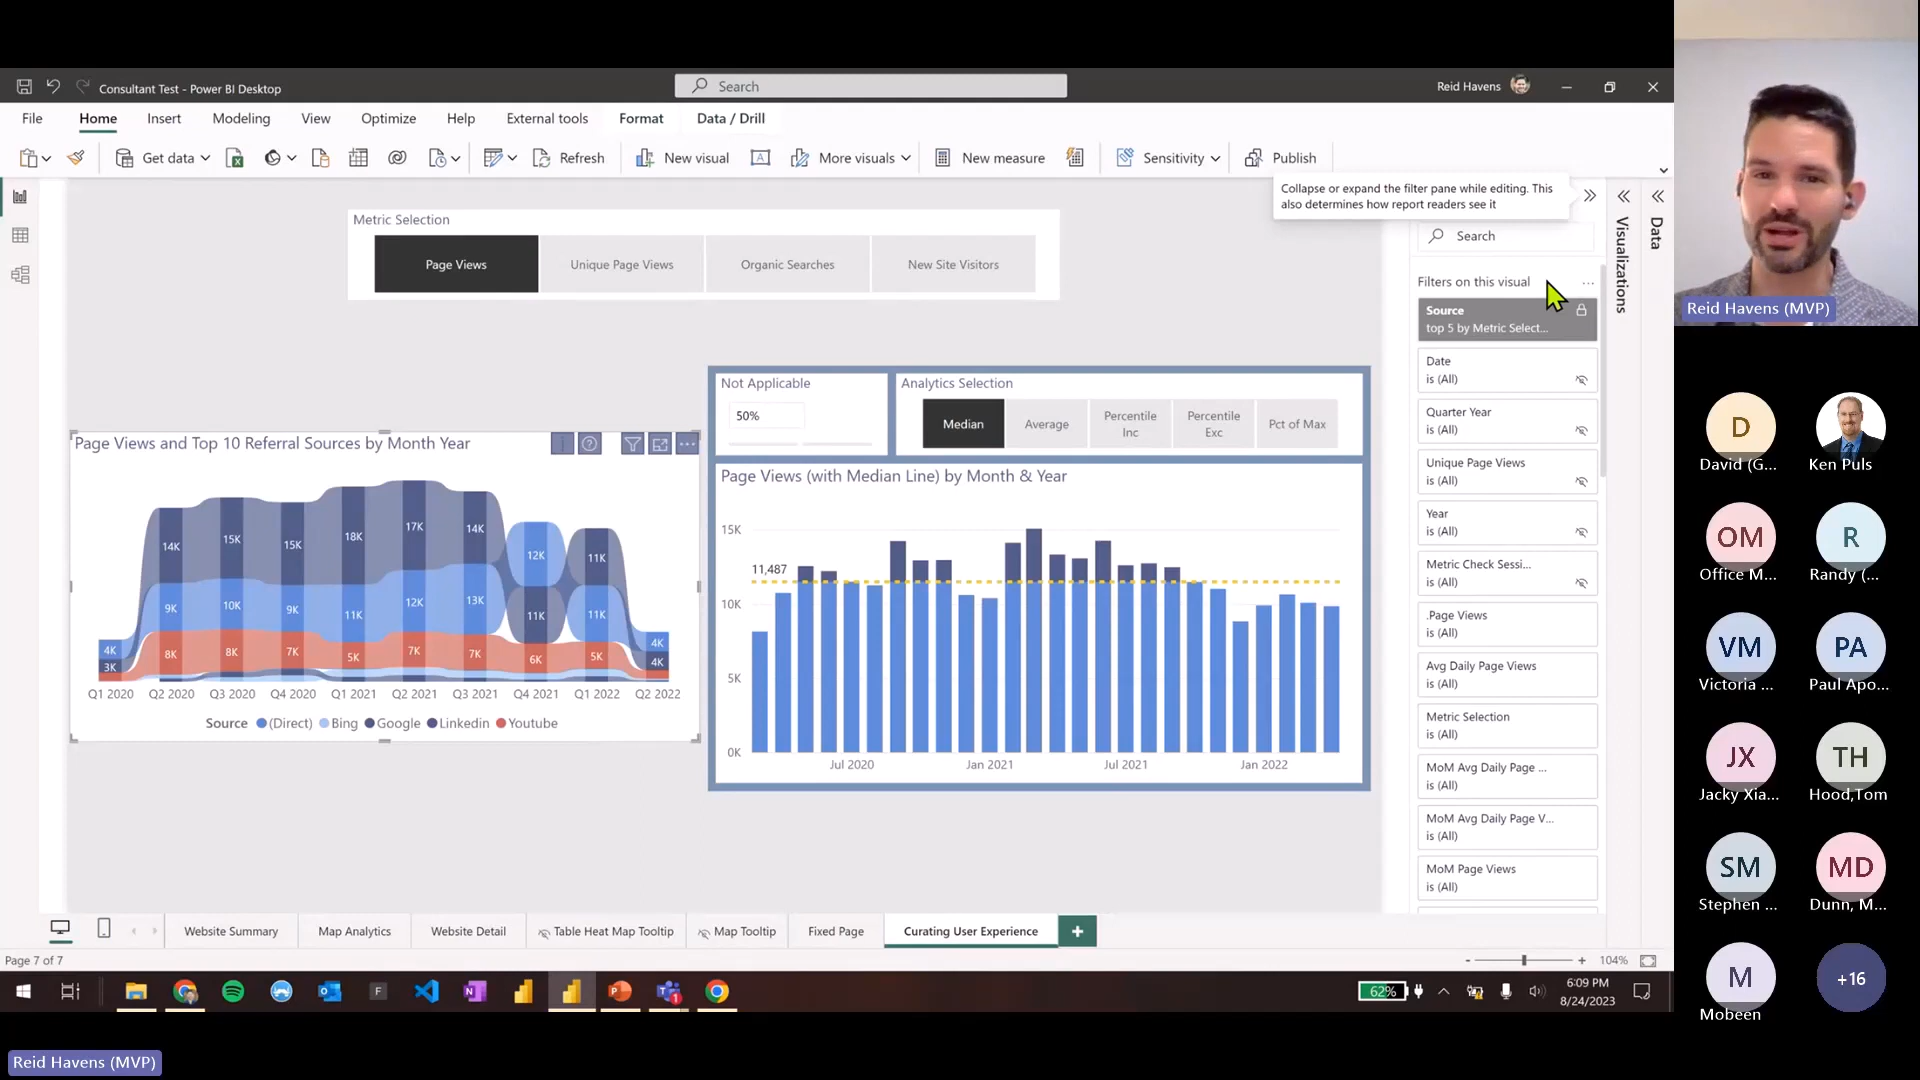 Consultant Test - Power BI Desktop
Search
Reid Havens
File Home Insert Modeling View Optimize Help External tools Format Data / Drill
Get data Refresh New visual More visuals New measure Sensitivity Publish
Collapse or expand the filter pane while editing. This
also determines how report readers see it
Metric Selection
Page Views
Unique Page Views
Organic Searches
New Site Visitors
Page Views and Top 10 Referral Sources by Month Year
14K 15K 15K 18K 17K 14K 12K 11K
4K 9K 10K 9K 11K 12K 13K 11K 11K 4K
3K 8K 8K 7K 5K 7K 7K 6K 5K 4K
Q1 2020 Q2 2020 Q3 2020 Q4 2020 Q1 2021 Q2 2021 Q3 2021 Q4 2021 Q1 2022 Q2 2022
Source (Direct) Bing Google Linkedin Youtube
Not Applicable
50%
Analytics Selection
Median
Average
Percentile
Inc
Percentile
Exc
Pct of Max
Page Views (with Median Line) by Month & Year
15K
11,487
10K
5K
0K
Jul 2020 Jan 2021 Jul 2021 Jan 2022
Search
Filters on this visual
Source
top 5 by Metric Select...
Date
is (All)
Quarter Year
is (All)
Unique Page Views
is (All)
Year
is (All)
Metric Check Sessi...
is (All)
.Page Views
is (All)
Avg Daily Page Views
is (All)
Metric Selection
is (All)
MoM Avg Daily Page ...
is (All)
MoM Avg Daily Page V...
is (All)
MoM Page Views
is (All)
Visualizations
Data
Website Summary
Map Analytics
Website Detail
Table Heat Map Tooltip
Map Tooltip
Fixed Page
Curating User Experience
Page 7 of 7
- + 104%
62%
6:09 PM
8/24/2023
Reid Havens (MVP)
Reid Havens (MVP)
D
David (G...
Ken Puls
OM
Office M...
R
Randy (...
VM
Victoria ...
PA
Paul Apo...
JX
Jacky Xia...
TH
Hood,Tom
SM
Stephen ...
MD
Dunn, M...
M
Mobeen
+16